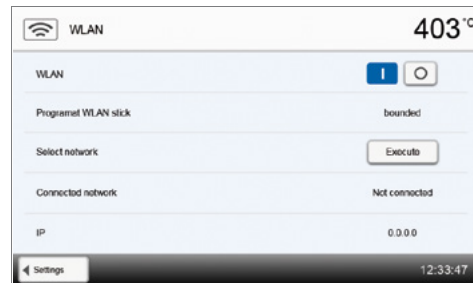 WLAN 403 °C
WLAN I O
Programat WLAN stick bounded
Select network Execute
Connected network Not connected
IP 0.0.0.0
Settings 12:33:47